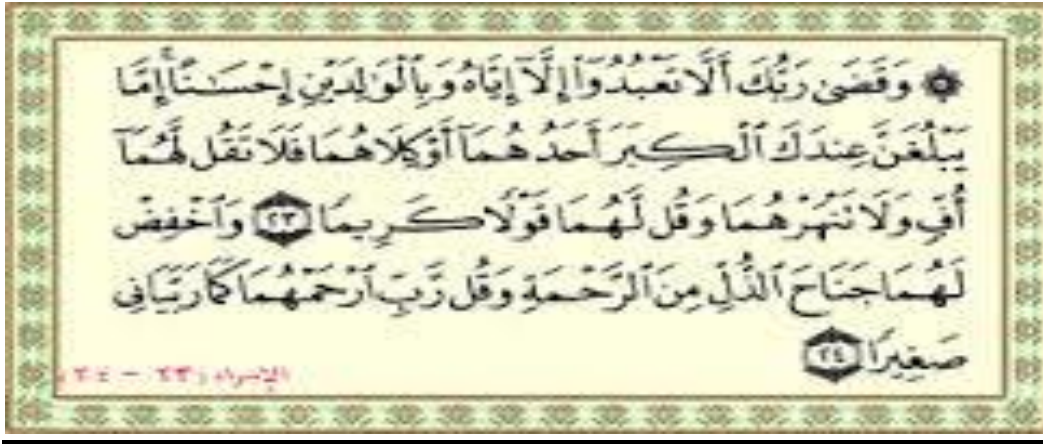 ۞ وَقَضَىٰ رَبُّكَ أَلَّا تَعْبُدُوٓا۟ إِلَّآ إِيَّاهُ وَبِٱلْوَٰلِدَيْنِ إِحْسَـٰنًا ۚ إِمَّا
يَبْلُغَنَّ عِندَكَ ٱلْكِبَرَ أَحَدُهُمَآ أَوْ كِلَاهُمَا فَلَا تَقُل لَّهُمَآ
أُفٍّ وَلَا تَنْهَرْهُمَا وَقُل لَّهُمَا قَوْلًا كَرِيمًا ۝٢٣ وَٱخْفِضْ
لَهُمَا جَنَاحَ ٱلذُّلِّ مِنَ ٱلرَّحْمَةِ وَقُل رَّبِّ ٱرْحَمْهُمَا كَمَا رَبَّيَانِى
صَغِيرًا ۝٢٤
الإسراء: ٢٣ - ٢٤